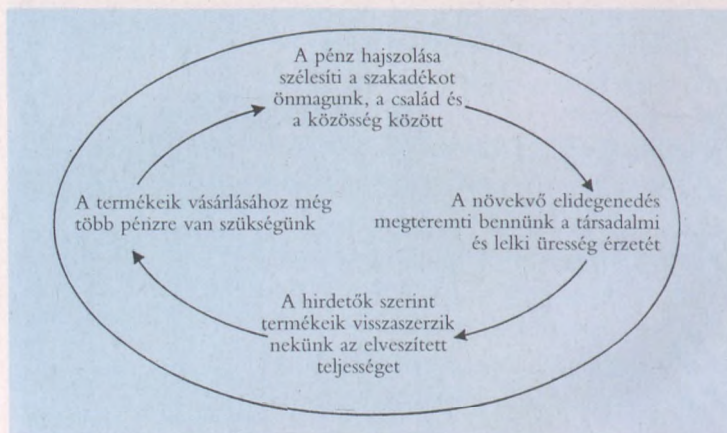 A pénz hajszolása
szélesíti a szakadékot
önmagunk, a család és
a közösség között
A növekvő elidegenedés
megteremti bennünk a társadalmi
és lelki üresség érzetét
A hirdetők szerint
termékeik visszaszerzik
nekünk az elveszített
teljességet
A termékeik vásárlásához még
több pénzre van szükségünk